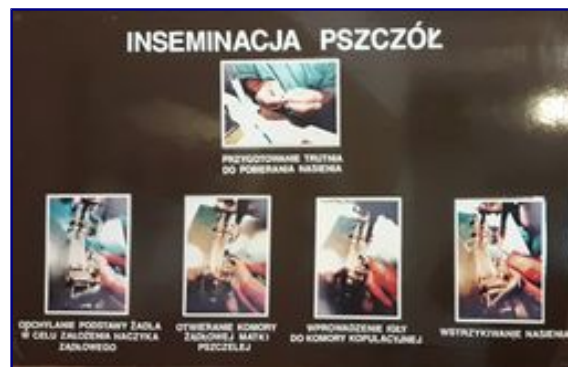 INSEMINACJA PSZCZÓŁ
PRZYGOTOWANIE TRUTNIA
DO POBIERANIA NASIENIA
ODCHYLANIE PODSTAWY ŻĄDŁA
W CELU ZAŁOŻENIA HACZYKA
ŻĄDŁOWEGO
OTWIERANIE KOMORY
ŻĄDŁOWEJ MATKI
PSZCZELEJ
WPROWADZENIE IGŁY
DO KOMORY KOPULACYJNEJ
WSTRZYKIWANIE NASIENIA